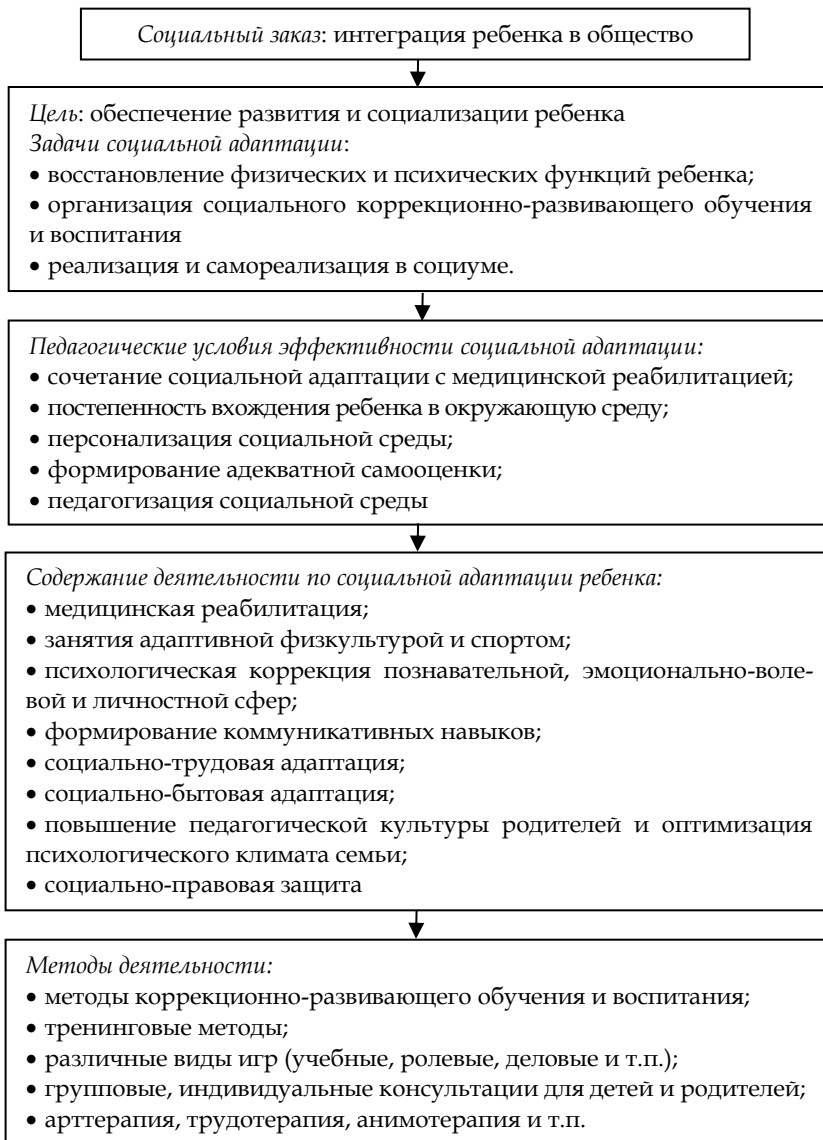 Социальный заказ: интеграция ребенка в общество
Цель: обеспечение развития и социализации ребенка
Задачи социальной адаптации:
• восстановление физических и психических функций ребенка;
• организация социального коррекционно-развивающего обучения
и воспитания
• реализация и самореализация в социуме.
Педагогические условия эффективности социальной адаптации:
• сочетание социальной адаптации с медицинской реабилитацией;
• постепенность вхождения ребенка в окружающую среду;
• персонализация социальной среды;
• формирование адекватной самооценки;
• педагогизация социальной среды
Содержание деятельности по социальной адаптации ребенка:
• медицинская реабилитация;
• занятия адаптивной физкультурой и спортом;
• психологическая коррекция познавательной, эмоционально-воле-
вой и личностной сфер;
• формирование коммуникативных навыков;
• социально-трудовая адаптация;
• социально-бытовая адаптация;
• повышение педагогической культуры родителей и оптимизация
психологического климата семьи;
• социально-правовая защита
Методы деятельности:
• методы коррекционно-развивающего обучения и воспитания;
• тренинговые методы;
• различные виды игр (учебные, ролевые, деловые и т.п.);
• групповые, индивидуальные консультации для детей и родителей;
• арттерапия, трудотерапия, анимотерапия и т.п.